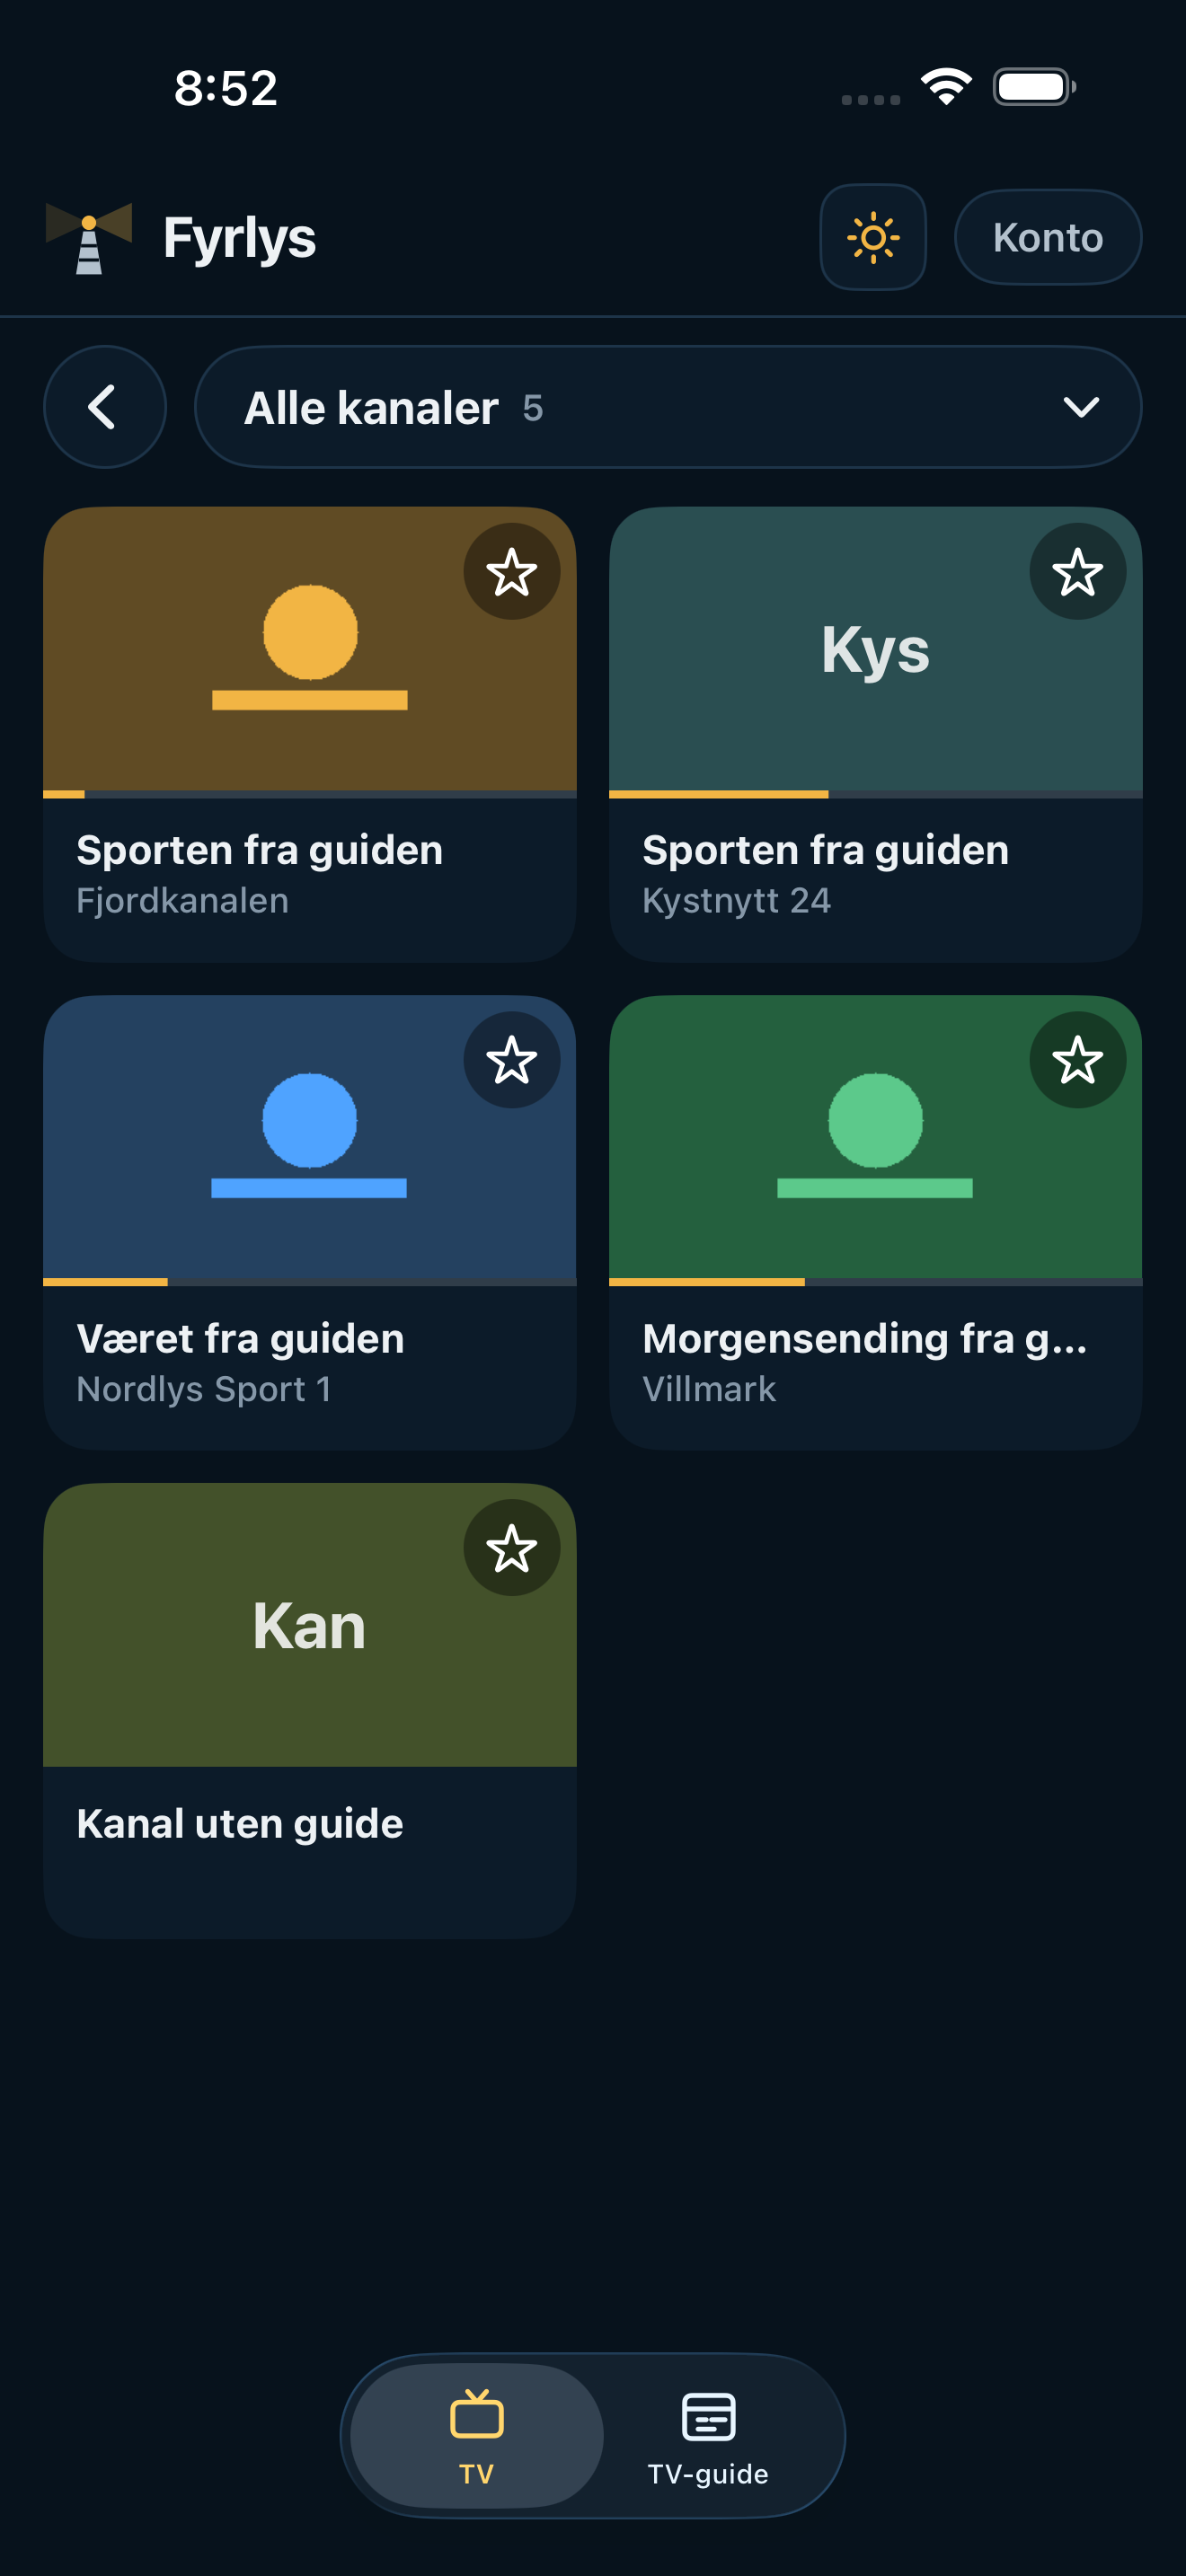 8:52
Fyrlys
Konto
Alle kanaler 5
Kys
Sporten fra guiden
Fjordkanalen
Sporten fra guiden
Kystnytt 24
Været fra guiden
Nordlys Sport 1
Morgensending fra g...
Villmark
Kan
Kanal uten guide
TV
TV-guide